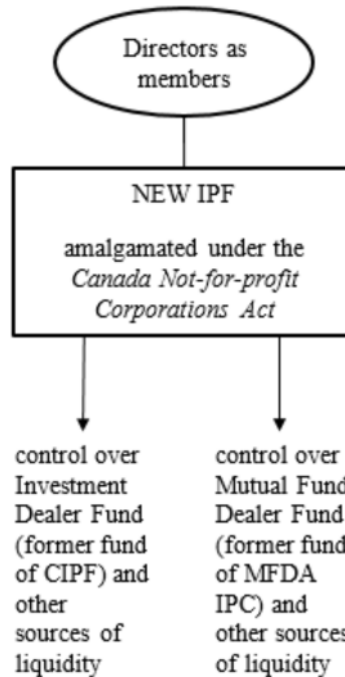 Directors as
members
NEW IPF
amalgamated under the
Canada Not-for-profit
Corporations Act
control over
Investment
Dealer Fund
(former fund
of CIPF) and
other
sources of
liquidity
control over
Mutual Fund
Dealer Fund
(former fund
of MFDA
IPC) and
other sources
of liquidity